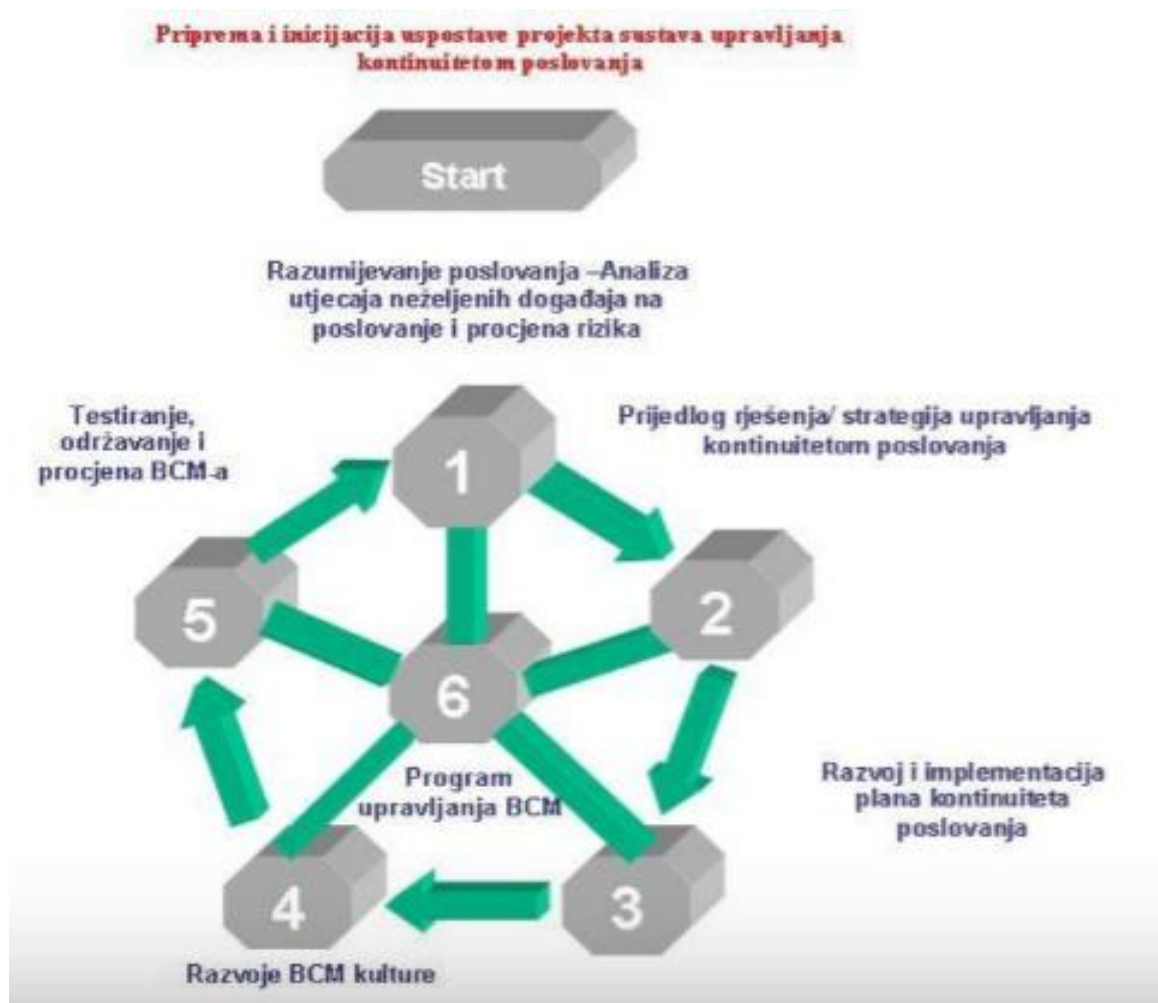 Priprema i inicijacija uspostave projekta sustava upravljanja
kontinuitetom poslovanja
Start
Razumijevanje poslovanja –Analiza
utjecaja neželjenih događaja na
poslovanje i procjena rizika
Testiranje,
održavanje i
procjena BCM-a
Prijedlog rješenja/ strategija upravljanja
kontinuitetom poslovanja
1
2
5
6
Program
upravljanja BCM
Razvoj i implementacija
plana kontinuiteta
poslovanja
4
3
Razvoje BCM kulture